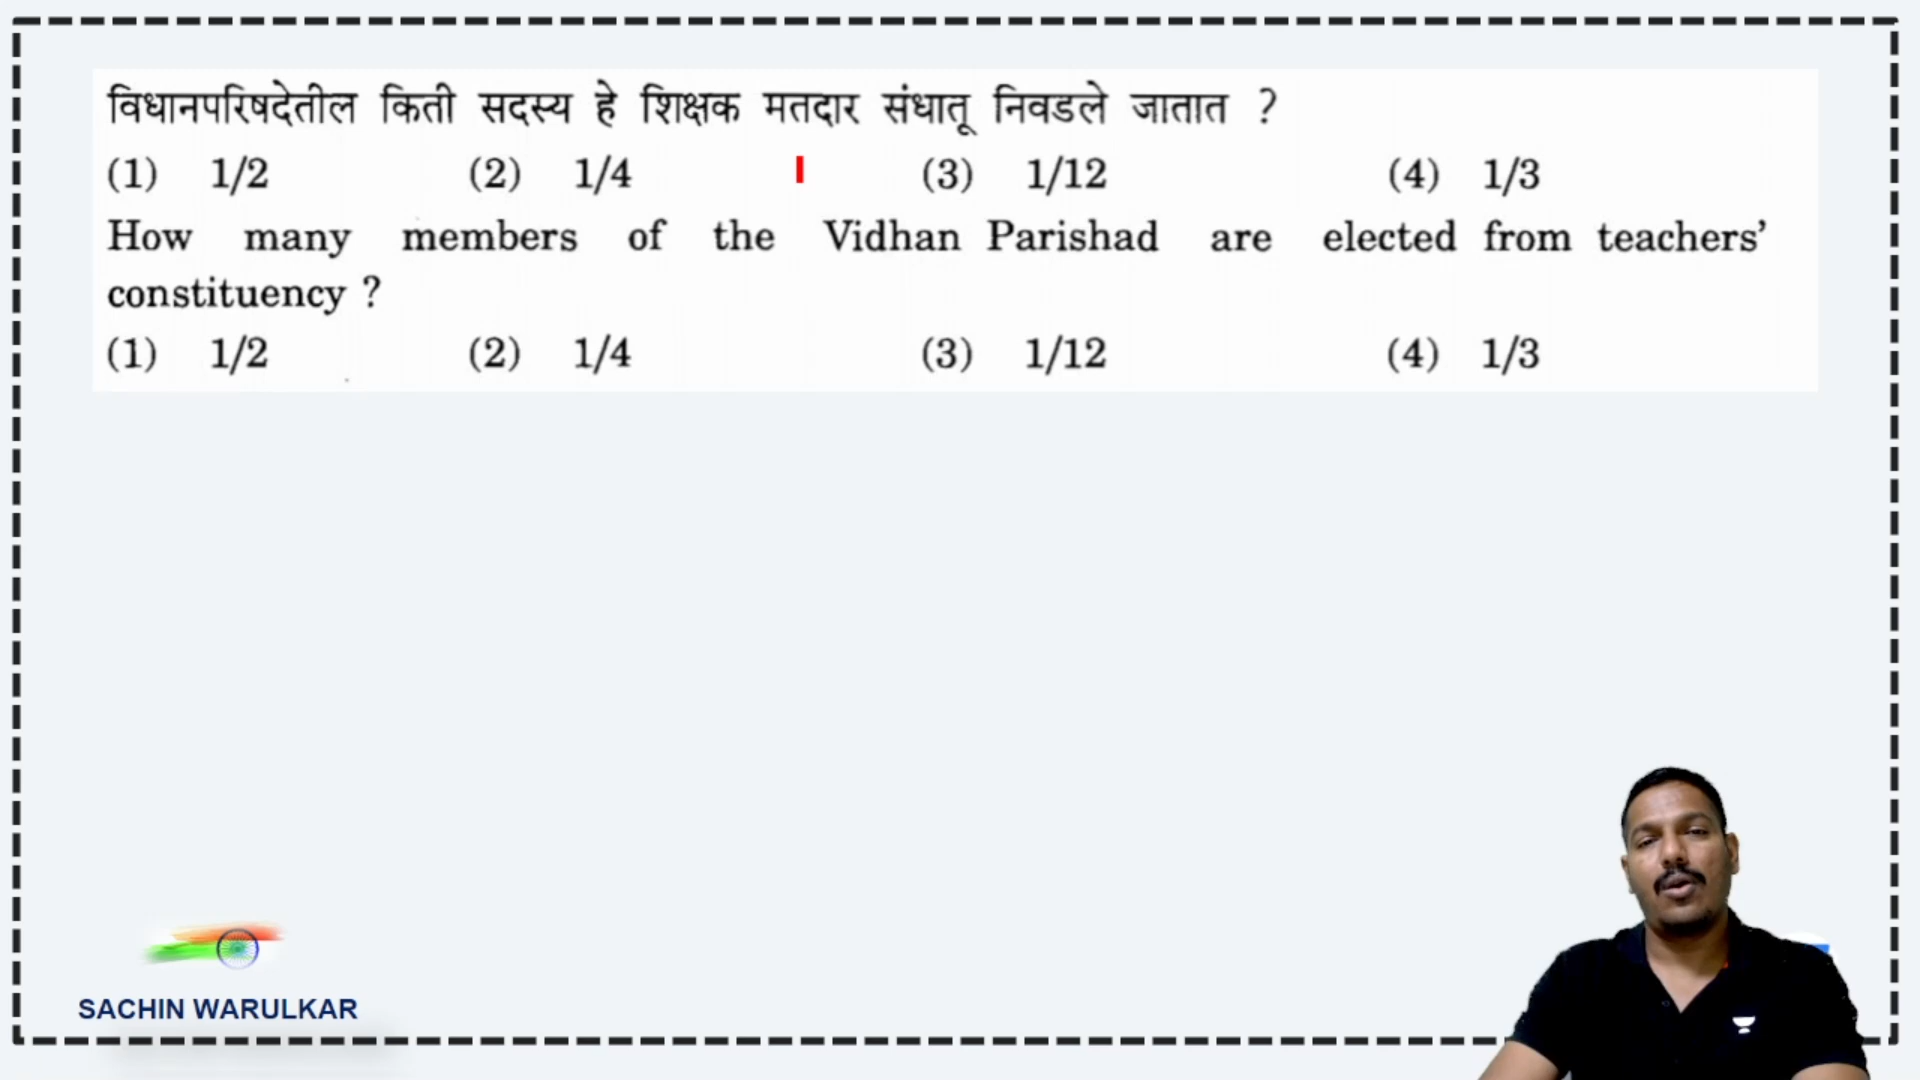 विधानपरिषदेतील किती सदस्य हे शिक्षक मतदार संधातू निवडले जातात ?
(1) 1/2 (2) 1/4 (3) 1/12 (4) 1/3
How many members of the Vidhan Parishad are elected from teachers’
constituency ?
(1) 1/2 (2) 1/4 (3) 1/12 (4) 1/3
SACHIN WARULKAR